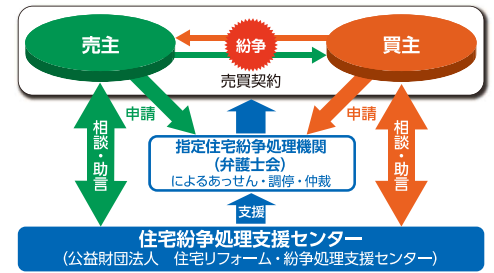 売主
紛争
買主
売買契約
申請
申請
相談・助言
相談・助言
指定住宅紛争処理機関
(弁護士会)
によるあっせん・調停・仲裁
支援
住宅紛争処理支援センター
(公益財団法人　住宅リフォーム・紛争処理支援センター)